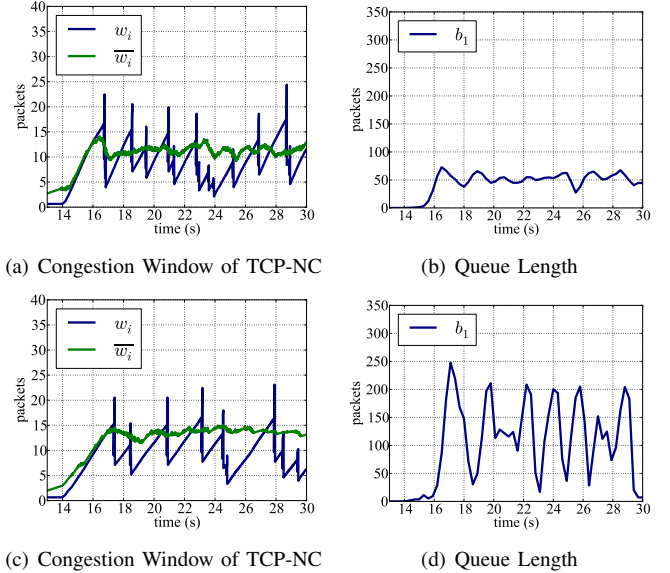 40
35
30
25
20
15
10
5
0
packets
w_i
\overline{w_i}
14 16 18 20 22 24 26 28 30
time (s)
(a) Congestion Window of TCP-NC
350
300
250
200
150
100
50
0
packets
b_1
14 16 18 20 22 24 26 28 30
time (s)
(b) Queue Length
40
35
30
25
20
15
10
5
0
packets
w_i
\overline{w_i}
14 16 18 20 22 24 26 28 30
time (s)
(c) Congestion Window of TCP-NC
350
300
250
200
150
100
50
0
packets
b_1
14 16 18 20 22 24 26 28 30
time (s)
(d) Queue Length